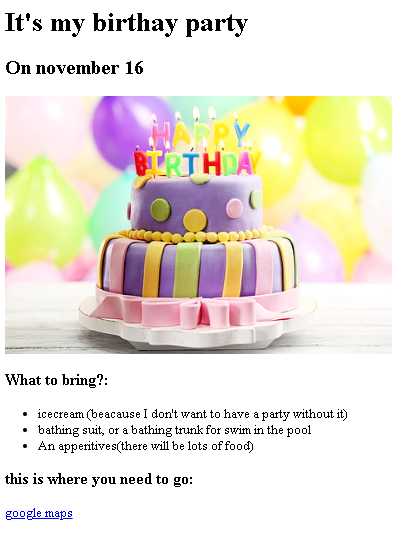 It's my birthay party
On november 16
HAPPY
BIRTHDAY
What to bring?:
icecream (beacause I don't want to have a party without it)
bathing suit, or a bathing trunk for swim in the pool
An apperitives(there will be lots of food)
this is where you need to go:
google maps